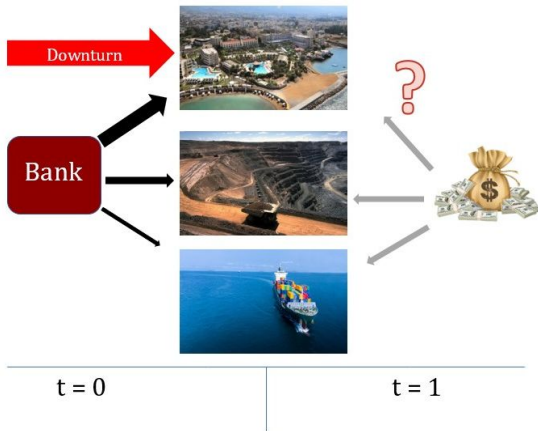 Downturn
?
Bank
$
t = 0
t = 1